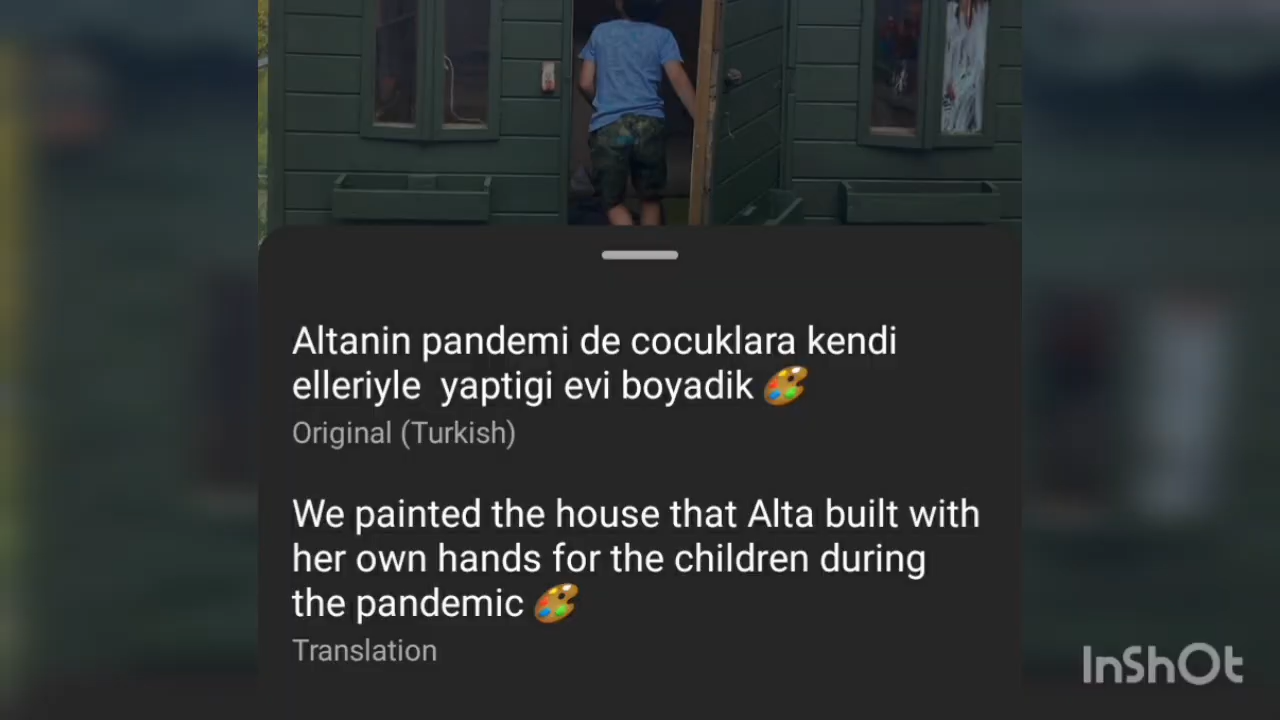 Altanin pandemi de cocuklara kendi
elleriyle yaptigi evi boyadik 🎨
Original (Turkish)
We painted the house that Alta built with
her own hands for the children during
the pandemic 🎨
Translation
InShOt